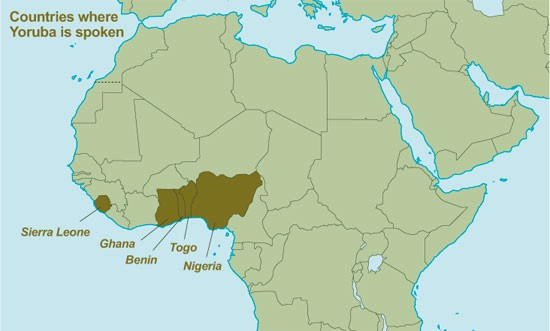 Countries where
Yoruba is spoken
Sierra Leone
Ghana
Benin
Togo
Nigeria